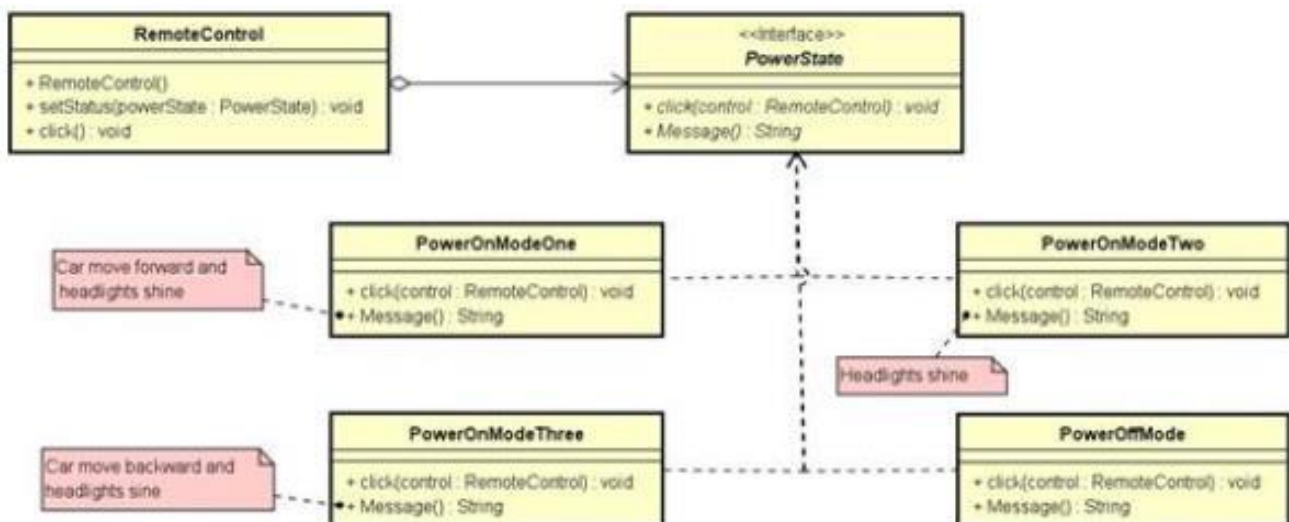 RemoteControl
+ RemoteControl()
+ setStatus(powerState : PowerState) : void
+ click() : void
<<Interface>>
PowerState
+ click(control : RemoteControl) : void
+ Message() : String
Car move forward and
headlights shine
PowerOnModeOne
+ click(control : RemoteControl) : void
+ Message() : String
PowerOnModeTwo
+ click(control : RemoteControl) : void
+ Message() : String
Headlights shine
Car move backward and
headlights sine
PowerOnModeThree
+ click(control : RemoteControl) : void
+ Message() : String
PowerOffMode
+ click(control : RemoteControl) : void
+ Message() : String